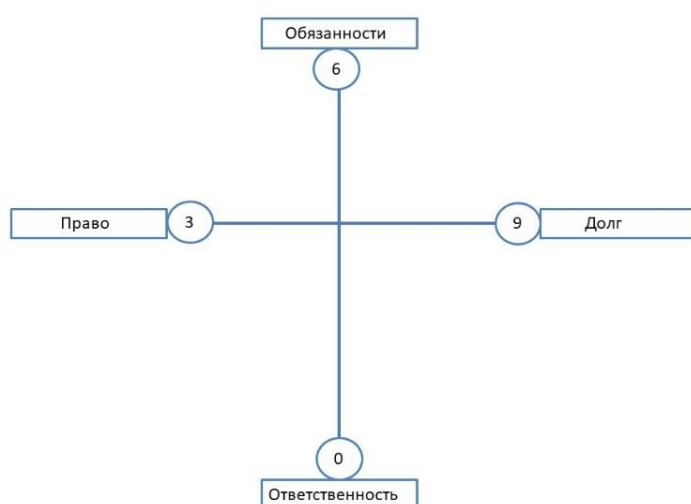 Обязанности
6
Право 3 9 Долг
0
Ответственность